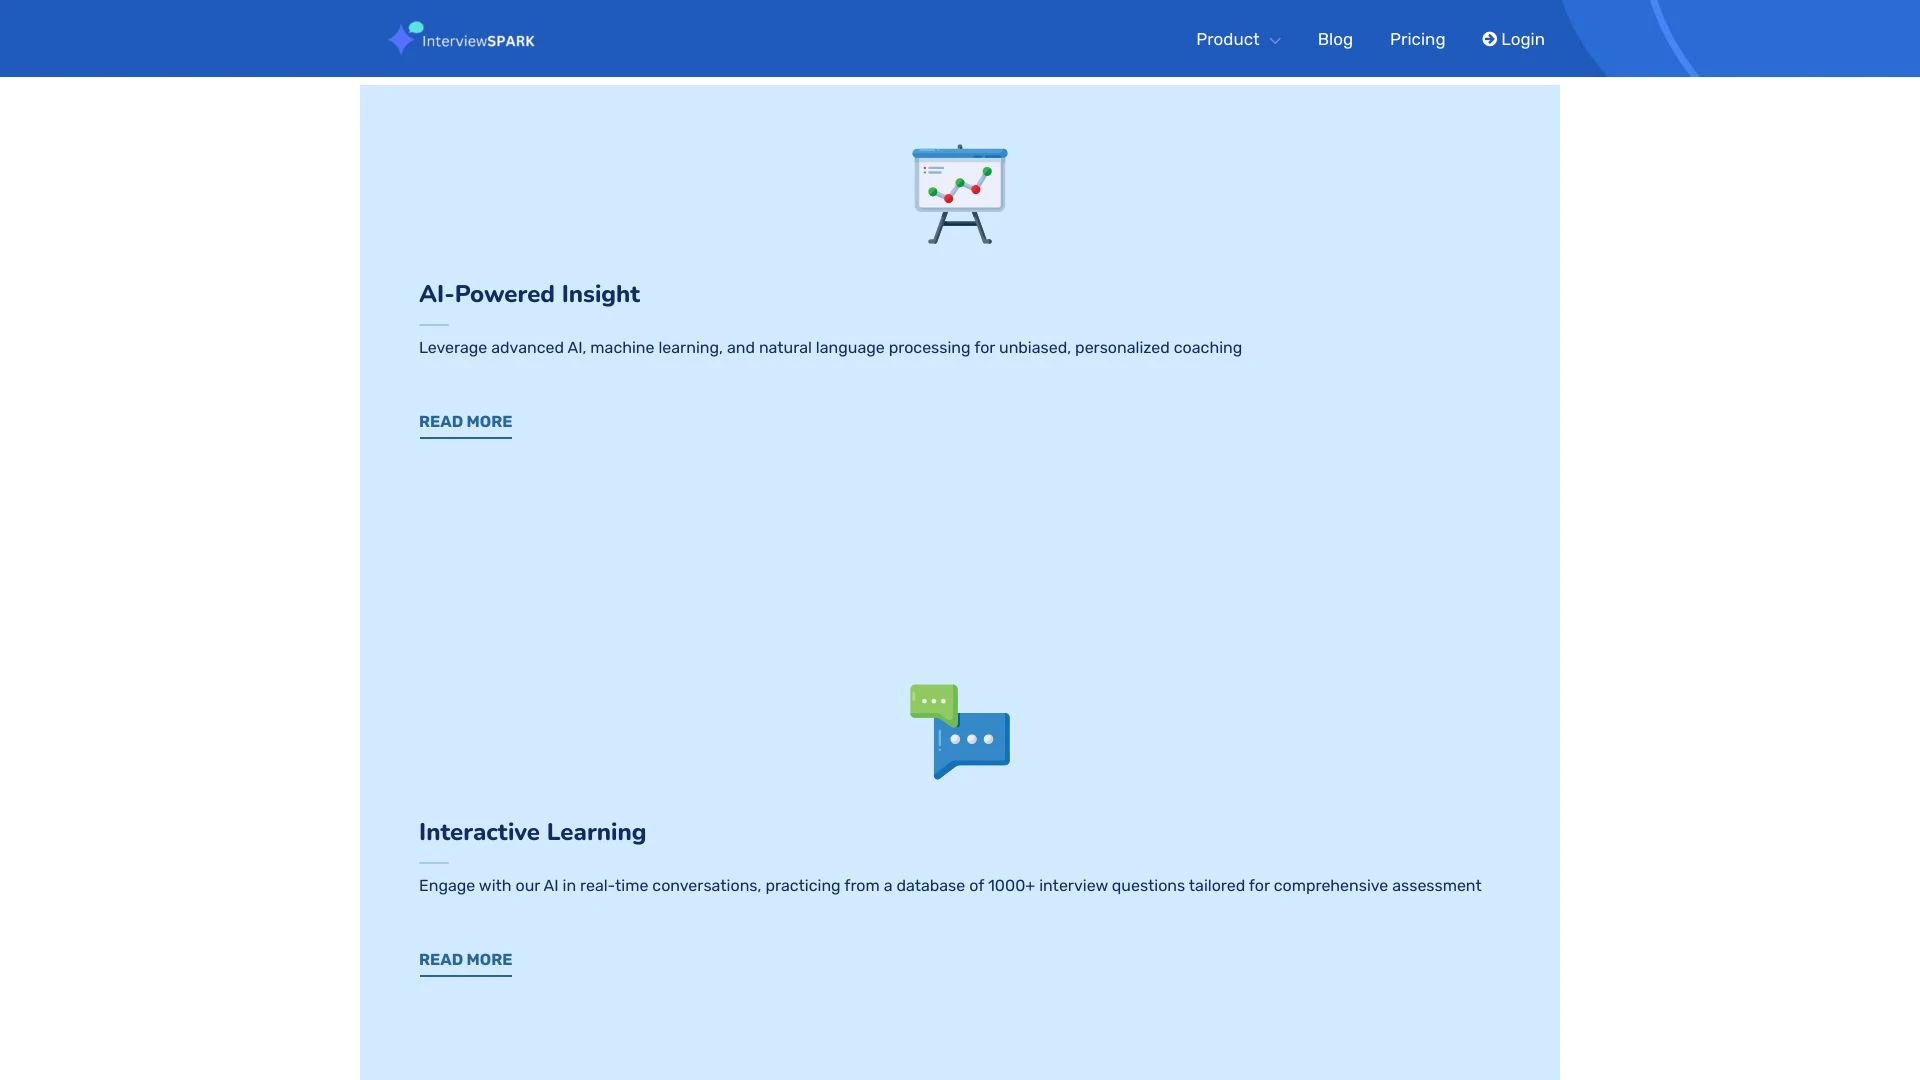 InterviewSPARK
Product
Blog
Pricing
Login
AI-Powered Insight
Leverage advanced AI, machine learning, and natural language processing for unbiased, personalized coaching
READ MORE
Interactive Learning
Engage with our AI in real-time conversations, practicing from a database of 1000+ interview questions tailored for comprehensive assessment
READ MORE